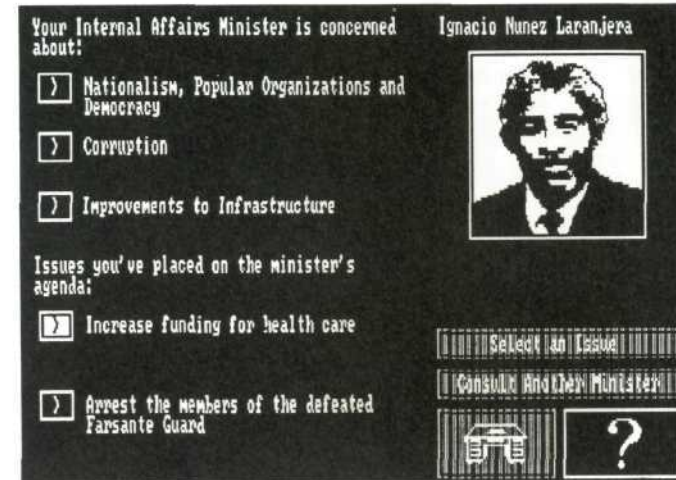 Your Internal Affairs Minister is concerned
about:
Ignacio Nunez Laranjera
Nationalism, Popular Organizations and
Democracy
Corruption
Improvements to Infrastructure
Issues you've placed on the minister's
agenda:
Increase funding for health care
Arrest the members of the defeated
Farsante Guard
Select an Issue
Consult Another Minister
?